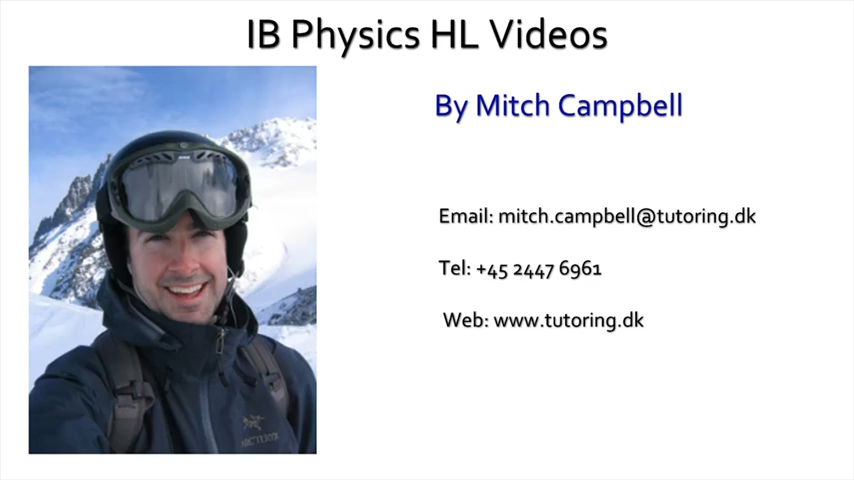 IB Physics HL Videos
By Mitch Campbell
Email: mitch.campbell@tutoring.dk
Tel: +45 2447 6961
Web: www.tutoring.dk
ARC'TERYX